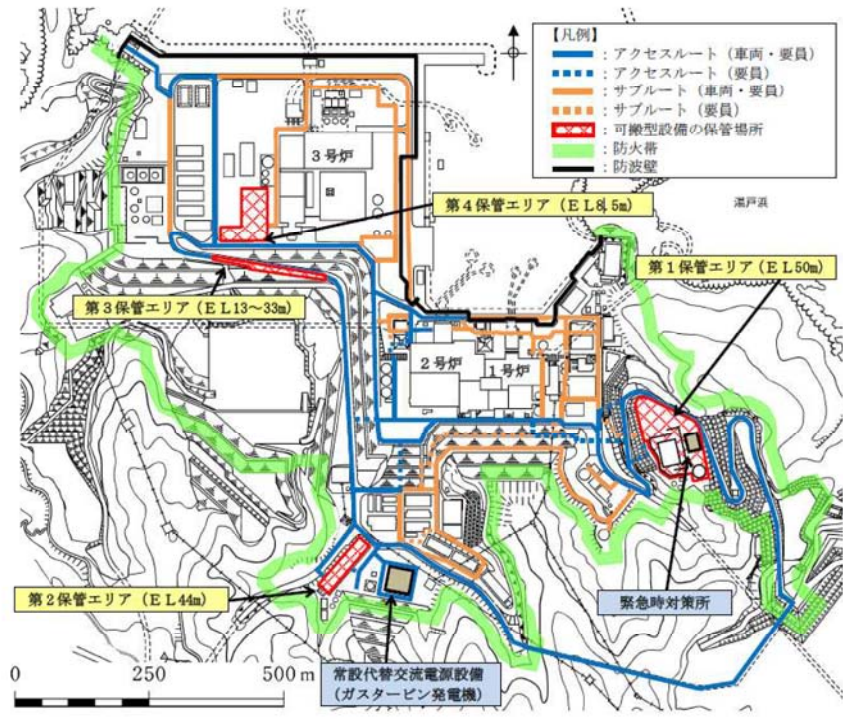 【凡例】
：アクセスルート（車両・要員）
：アクセスルート（要員）
：サブルート（車両・要員）
：サブルート（要員）
：可搬型設備の保管場所
：防火帯
：防波壁
3号炉
第4保管エリア（EL8.5m）
湯戸浜
第1保管エリア（EL50m）
第3保管エリア（EL13～33m）
2号炉
1号炉
第2保管エリア（EL44m）
緊急時対策所
常設代替交流電源設備
（ガスタービン発電機）
0 250 500m